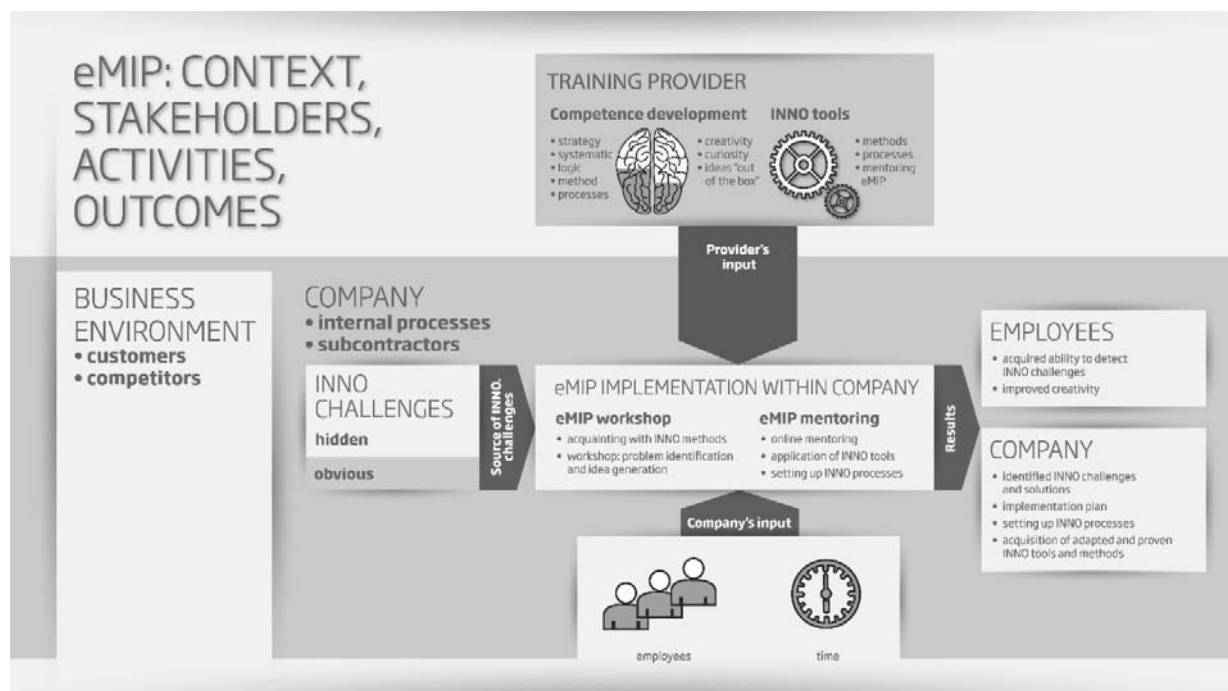 eMIP: CONTEXT,
STAKEHOLDERS,
ACTIVITIES,
OUTCOMES
TRAINING PROVIDER
Competence development
• strategy
• systematic
• logic
• method
• processes
• creativity
• curiosity
• ideas "out
of the box"
INNO tools
• methods
• processes
• mentoring
eMIP
Provider's
input
BUSINESS
ENVIRONMENT
• customers
• competitors
COMPANY
• internal processes
• subcontractors
INNO
CHALLENGES
hidden
obvious
Source of INNO.
challenges
eMIP IMPLEMENTATION WITHIN COMPANY
eMIP workshop
• acquainting with INNO methods
• workshop: problem identification
and idea generation
eMIP mentoring
• online mentoring
• application of INNO tools
• setting up INNO processes
Results
EMPLOYEES
• acquired ability to detect
INNO challenges
• improved creativity
COMPANY
• identified INNO challenges
and solutions
• implementation plan
• setting up INNO processes
• acquisition of adapted and proven
INNO tools and methods
Company's input
employees
time